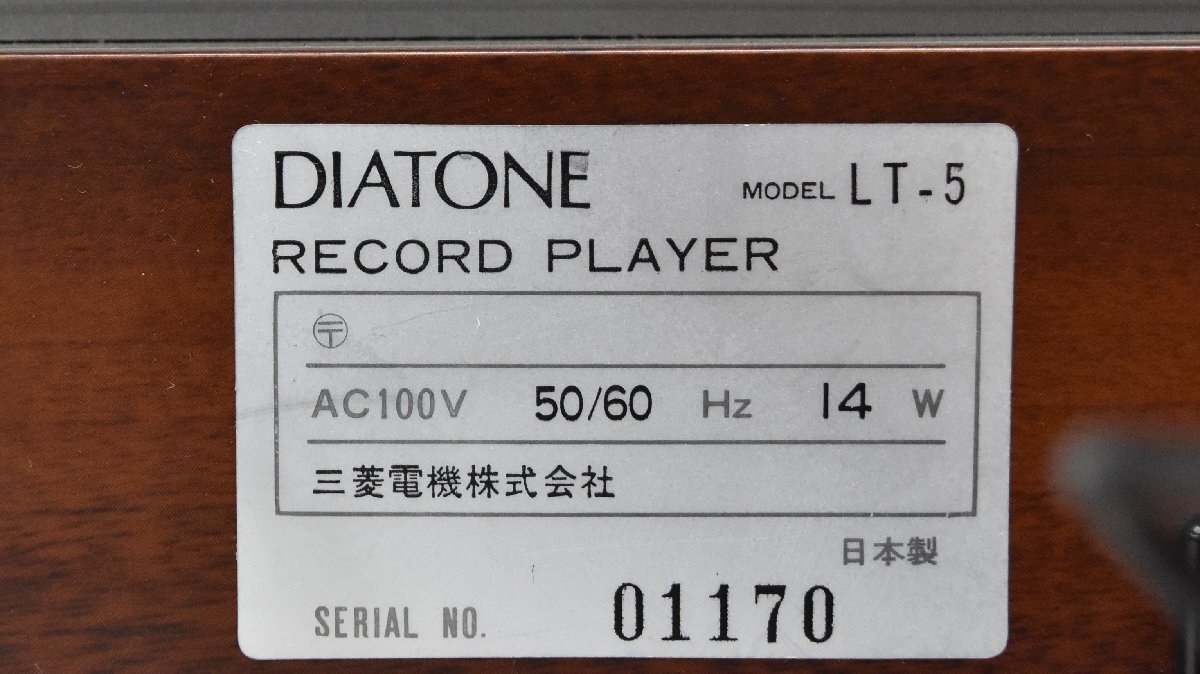 DIATONE MODEL LT-5
RECORD PLAYER
〒
AC100V 50/60 Hz 14 W
三菱電機株式会社
日本製
SERIAL NO. 01170